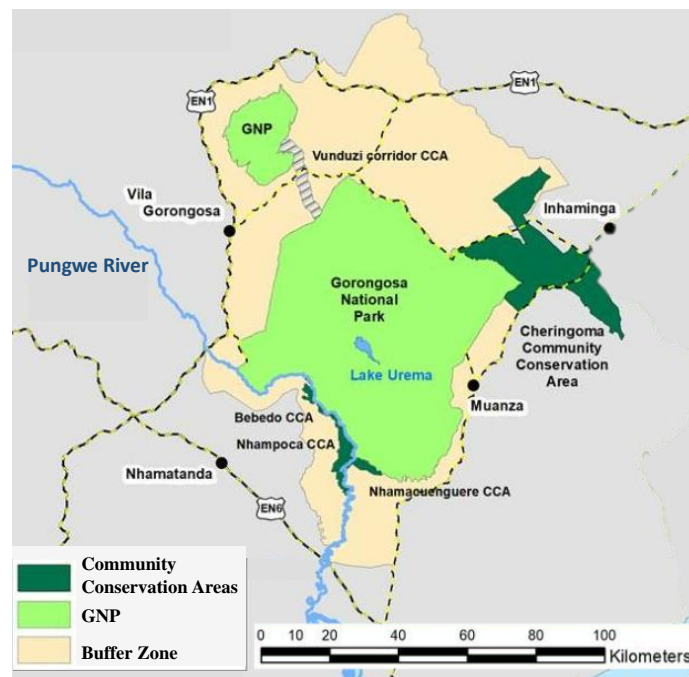 EN1
EN1
GNP
Vunduzi corridor CCA
Vila
Gorongosa
Inhaminga
Pungwe River
Gorongosa
National
Park
Cheringoma
Community
Conservation
Area
Lake Urema
Muanza
Bebedo CCA
Nhampoca CCA
Nhamatanda
Nhamaouenguere CCA
EN6
Community
Conservation Areas
GNP
Buffer Zone
0 10 20 40 60 80 100
Kilometers